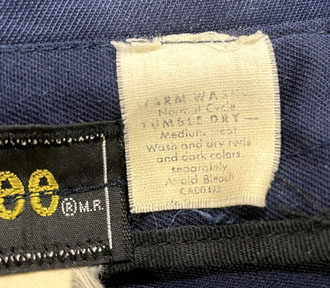 WARM WASH
Normal Cycle
TUMBLE DRY
Medium Heat
Wash and dry reds
and dark colors
separately
Avoid Bleach
ee ® M.R.